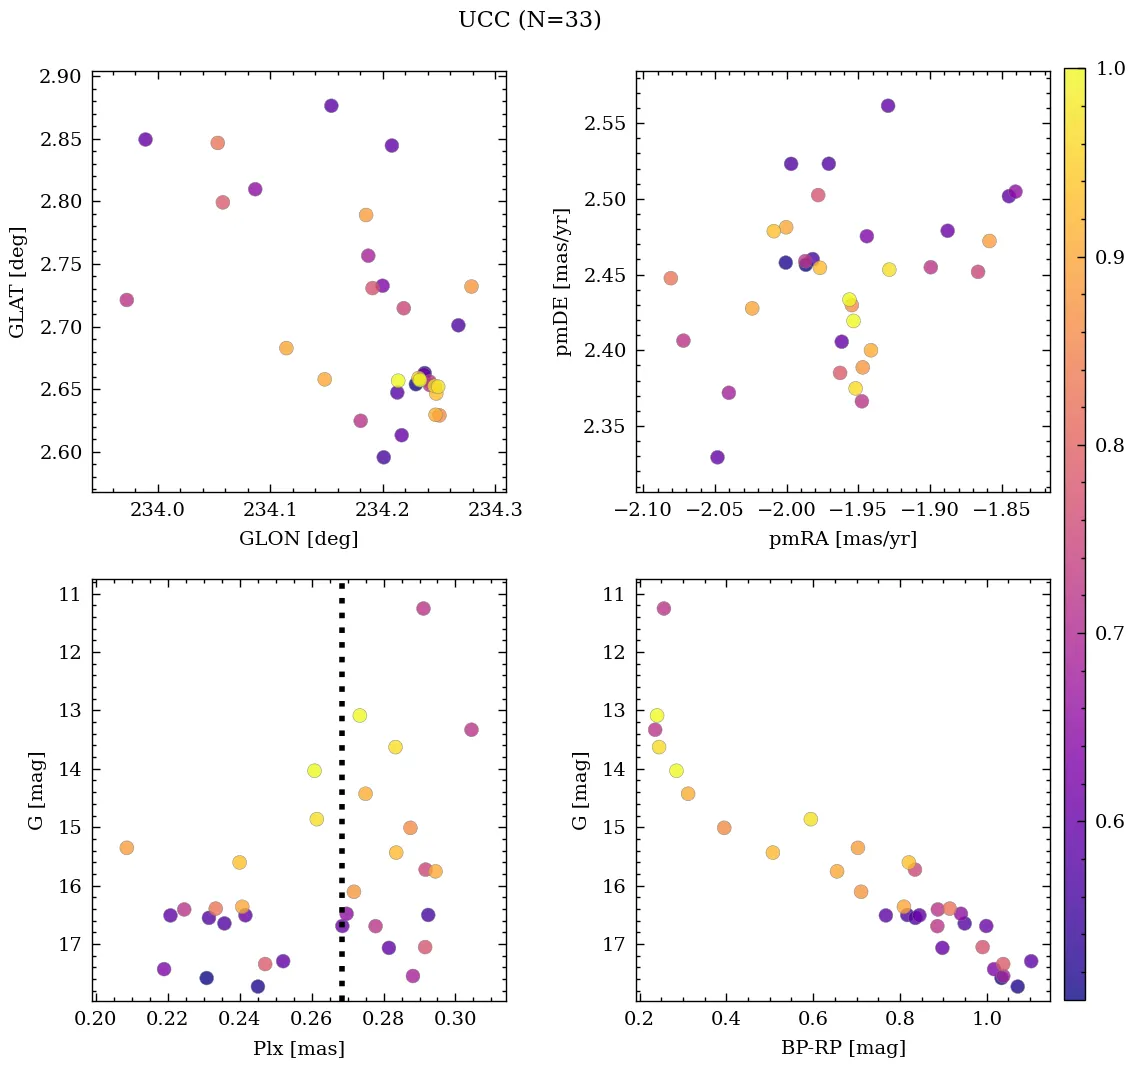 UCC (N=33)
2.90
2.85
2.80
2.75
2.70
2.65
2.60
GLAT [deg]
234.0 234.1 234.2 234.3
GLON [deg]
2.55
2.50
2.45
2.40
2.35
pmDE [mas/yr]
−2.10 −2.05 −2.00 −1.95 −1.90 −1.85
pmRA [mas/yr]
1.0
0.9
0.8
0.7
0.6
11
12
13
14
15
16
17
G [mag]
0.20 0.22 0.24 0.26 0.28 0.30
Plx [mas]
11
12
13
14
15
16
17
G [mag]
0.2 0.4 0.6 0.8 1.0
BP-RP [mag]